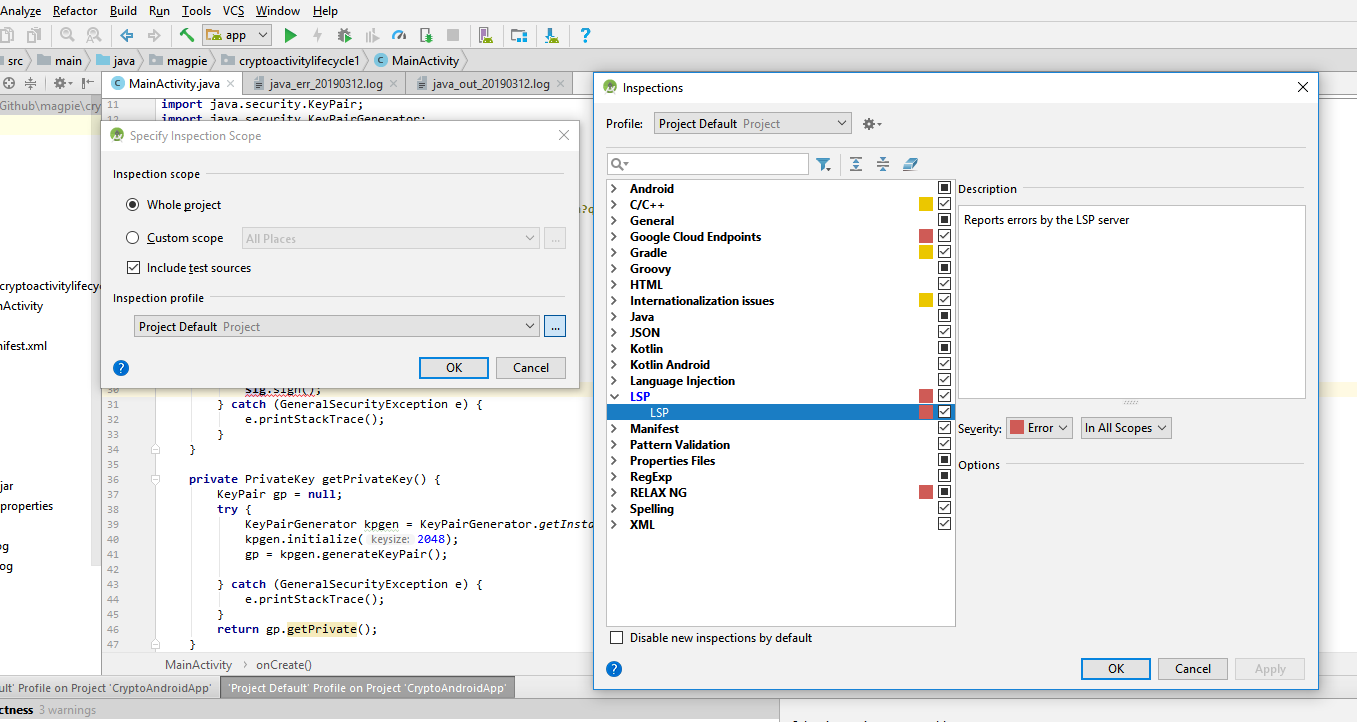 Analyze Refactor Build Run Tools VCS Window Help
app
src main java magpie cryptoactivitylifecycle1 MainActivity
MainActivity.java java_err_20190312.log java_out_20190312.log
Github\magpie\cry
11 import java.security.KeyPair;
12 import java.security.KeyPairGenerator;
Specify Inspection Scope
Inspection scope
Whole project
Custom scope All Places ...
Include test sources
Inspection profile
Project Default Project ...
OK Cancel
?q
cryptoactivitylifecy
nActivity
nifest.xml
jar
properties
og
og
30 sig.sign();
31 } catch (GeneralSecurityException e) {
32 e.printStackTrace();
33 }
34 }
35
36 private PrivateKey getPrivateKey() {
37 KeyPair gp = null;
38 try {
39 KeyPairGenerator kpgen = KeyPairGenerator.getInsta
40 kpgen.initialize( keysize: 2048);
41 gp = kpgen.generateKeyPair();
42
43 } catch (GeneralSecurityException e) {
44 e.printStackTrace();
45 }
46 return gp.getPrivate();
47 }
MainActivity › onCreate()
ult' Profile on Project 'CryptoAndroidApp' 'Project Default' Profile on Project 'CryptoAndroidApp'
ctness 3 warnings
Inspections
Profile: Project Default Project
Android
C/C++
General
Google Cloud Endpoints
Gradle
Groovy
HTML
Internationalization issues
Java
JSON
Kotlin
Kotlin Android
Language Injection
LSP
LSP
Manifest
Pattern Validation
Properties Files
RegExp
RELAX NG
Spelling
XML
Description
Reports errors by the LSP server
Severity: Error In All Scopes
Options
Disable new inspections by default
OK Cancel Apply